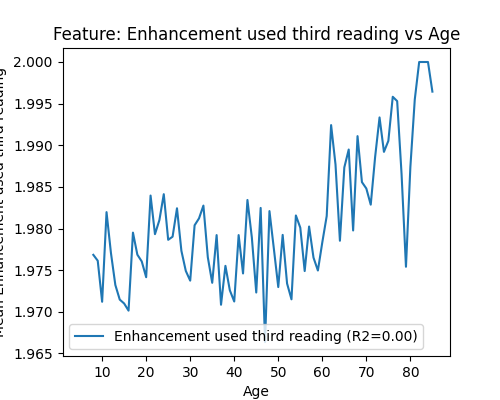 Feature: Enhancement used third reading vs Age
Mean Enhancement used third reading
2.000
1.995
1.990
1.985
1.980
1.975
1.970
1.965
Enhancement used third reading (R2=0.00)
10 20 30 40 50 60 70 80
Age